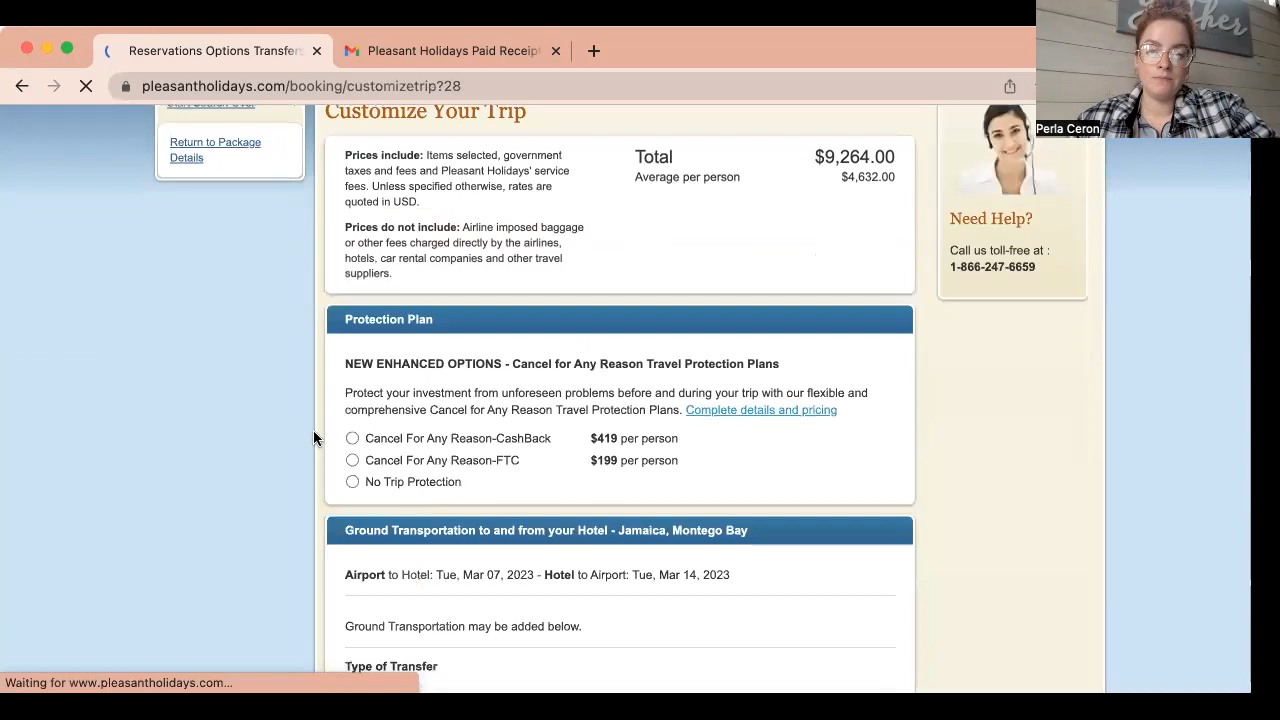 Reservations Options Transfers
Pleasant Holidays Paid Receipt
pleasantholidays.com/booking/customizetrip?28
Perla Ceron
Start Search Over
Return to Package
Details
Customize Your Trip
Prices include: Items selected, government
taxes and fees and Pleasant Holidays' service
fees. Unless specified otherwise, rates are
quoted in USD.
Prices do not include: Airline imposed baggage
or other fees charged directly by the airlines,
hotels, car rental companies and other travel
suppliers.
Total $9,264.00
Average per person $4,632.00
Need Help?
Call us toll-free at :
1-866-247-6659
Protection Plan
NEW ENHANCED OPTIONS - Cancel for Any Reason Travel Protection Plans
Protect your investment from unforeseen problems before and during your trip with our flexible and
comprehensive Cancel for Any Reason Travel Protection Plans. Complete details and pricing
Cancel For Any Reason-CashBack $419 per person
Cancel For Any Reason-FTC $199 per person
No Trip Protection
Ground Transportation to and from your Hotel - Jamaica, Montego Bay
Airport to Hotel: Tue, Mar 07, 2023 - Hotel to Airport: Tue, Mar 14, 2023
Ground Transportation may be added below.
Type of Transfer
Waiting for www.pleasantholidays.com...